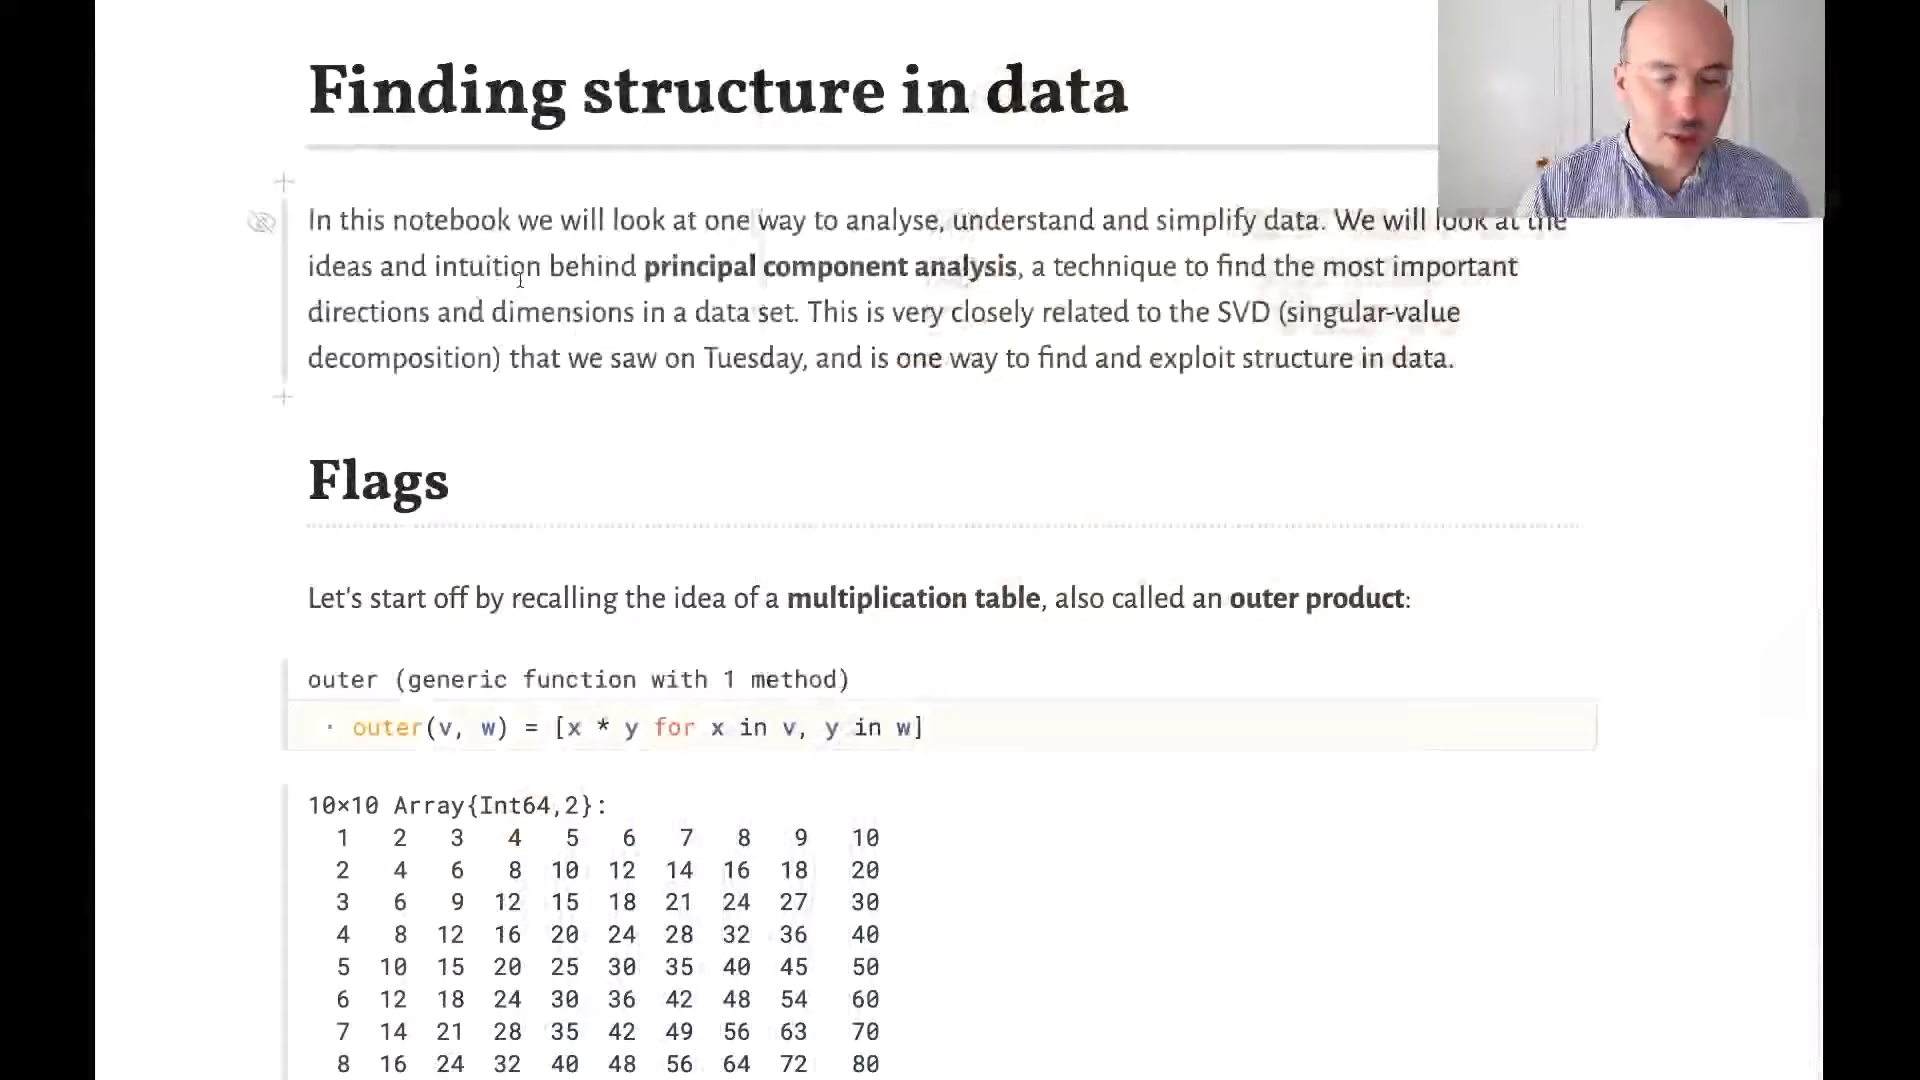 Finding structure in data
In this notebook we will look at one way to analyse, understand and simplify data. We will look at the
ideas and intuition behind principal component analysis, a technique to find the most important
directions and dimensions in a data set. This is very closely related to the SVD (singular-value
decomposition) that we saw on Tuesday, and is one way to find and exploit structure in data.
Flags
Let's start off by recalling the idea of a multiplication table, also called an outer product:
outer (generic function with 1 method)
· outer(v, w) = [x * y for x in v, y in w]
10×10 Array{Int64,2}:
1 2 3 4 5 6 7 8 9 10
2 4 6 8 10 12 14 16 18 20
3 6 9 12 15 18 21 24 27 30
4 8 12 16 20 24 28 32 36 40
5 10 15 20 25 30 35 40 45 50
6 12 18 24 30 36 42 48 54 60
7 14 21 28 35 42 49 56 63 70
8 16 24 32 40 48 56 64 72 80